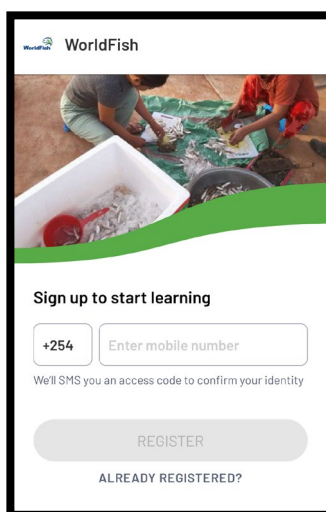 WorldFish WorldFish
Sign up to start learning
+254 Enter mobile number
We'll SMS you an access code to confirm your identity
REGISTER
ALREADY REGISTERED?